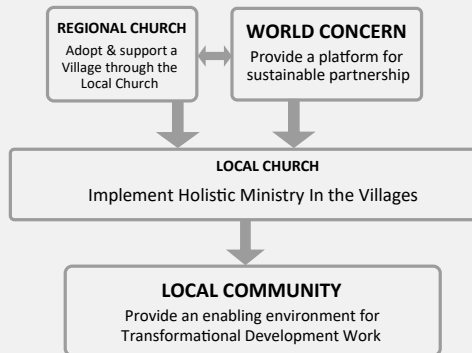 REGIONAL CHURCH
Adopt & support a
Village through the
Local Church
WORLD CONCERN
Provide a platform for
sustainable partnership
LOCAL CHURCH
Implement Holistic Ministry In the Villages
LOCAL COMMUNITY
Provide an enabling environment for
Transformational Development Work